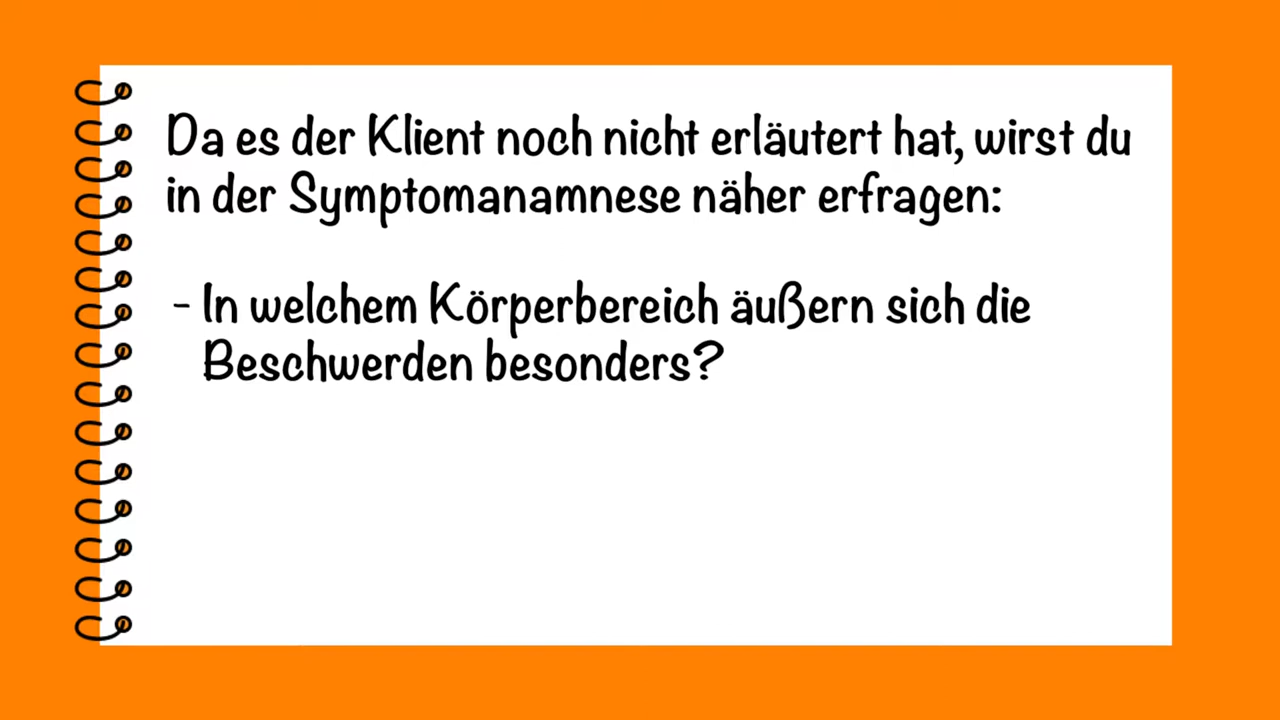 Da es der Klient noch nicht erläutert hat, wirst du
in der Symptomanamnese näher erfragen:
- In welchem Körperbereich äußern sich die
Beschwerden besonders?